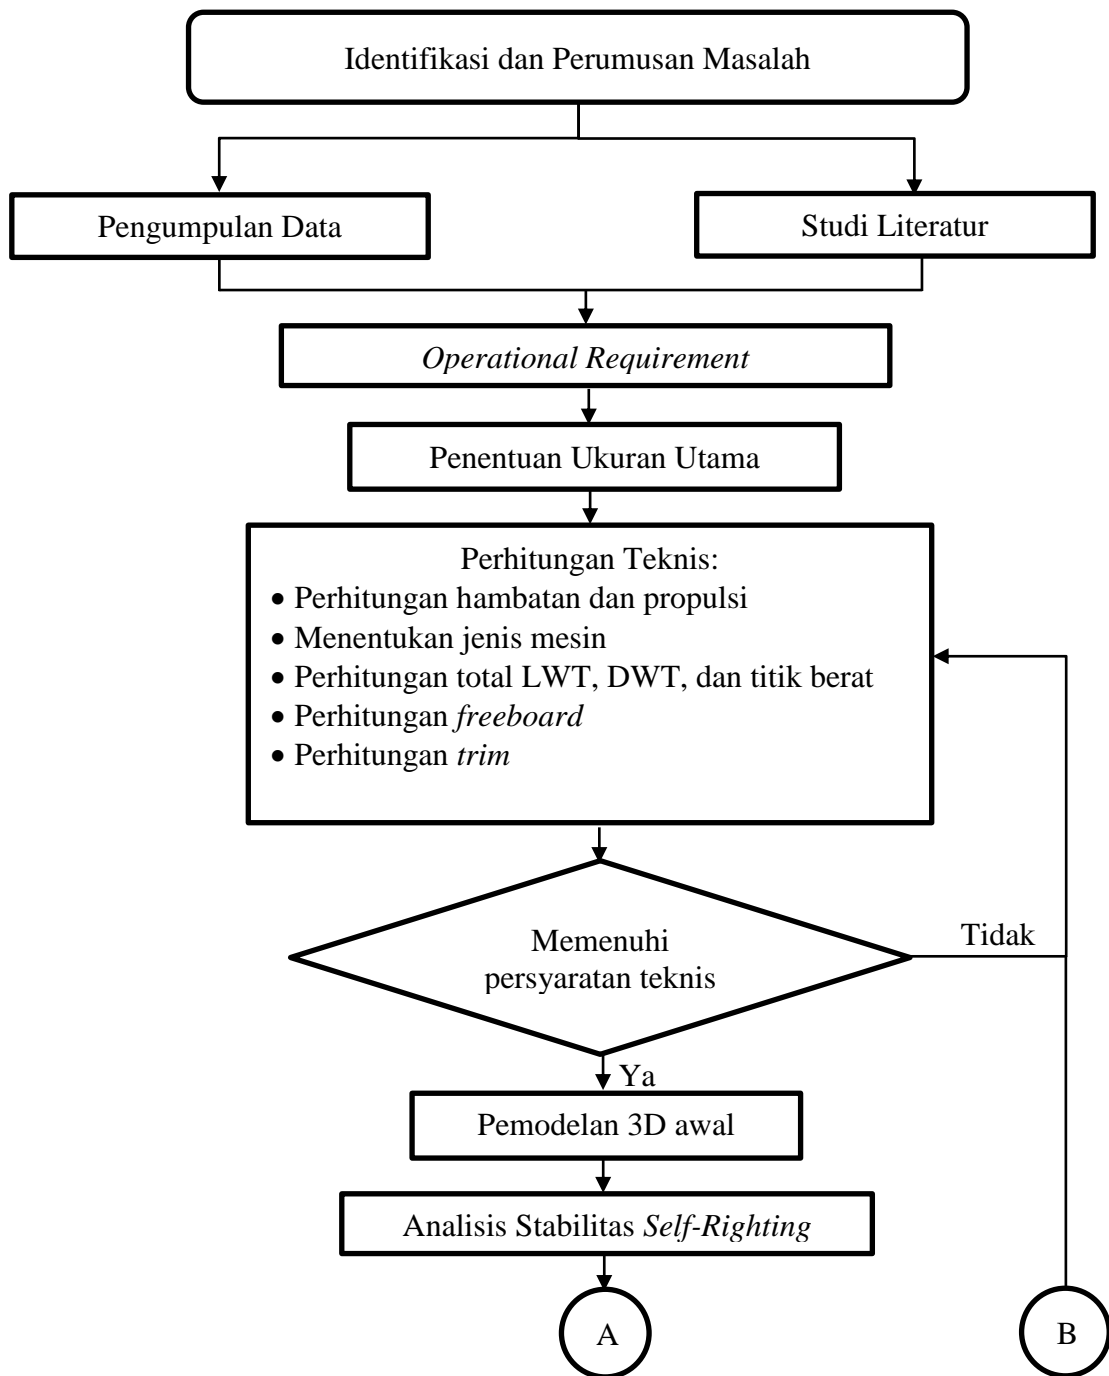 Identifikasi dan Perumusan Masalah
Pengumpulan Data
Studi Literatur
Operational Requirement
Penentuan Ukuran Utama
Perhitungan Teknis:
• Perhitungan hambatan dan propulsi
• Menentukan jenis mesin
• Perhitungan total LWT, DWT, dan titik berat
• Perhitungan freeboard
• Perhitungan trim
Memenuhi
persyaratan teknis
Tidak
Ya
Pemodelan 3D awal
Analisis Stabilitas Self-Righting
A
B